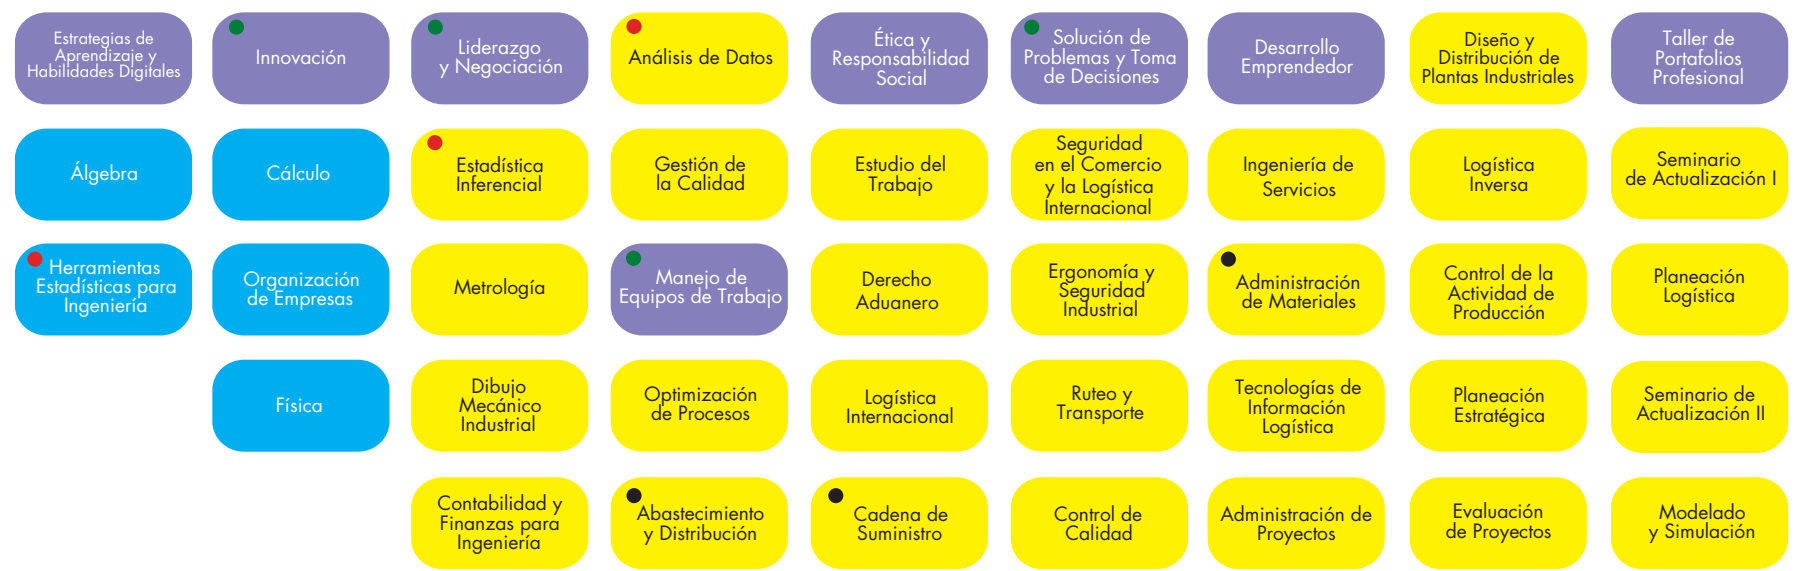 Estrategias de
Aprendizaje y
Habilidades Digitales
Innovación
Liderazgo
y Negociación
Análisis de Datos
Ética y
Responsabilidad
Social
Solución de
Problemas y Toma
de Decisiones
Desarrollo
Emprendedor
Diseño y
Distribución de
Plantas Industriales
Taller de
Portafolios
Profesional
Álgebra
Cálculo
Estadística
Inferencial
Gestión de
la Calidad
Estudio del
Trabajo
Seguridad
en el Comercio
y la Logística
Internacional
Ingeniería de
Servicios
Logística
Inversa
Seminario
de Actualización I
Herramientas
Estadísticas para
Ingeniería
Organización
de Empresas
Metrología
Manejo de
Equipos de Trabajo
Derecho
Aduanero
Ergonomía y
Seguridad
Industrial
Administración
de Materiales
Control de la
Actividad de
Producción
Planeación
Logística
Física
Dibujo
Mecánico
Industrial
Optimización
de Procesos
Logística
Internacional
Ruteo y
Transporte
Tecnologías de
Información
Logística
Planeación
Estratégica
Seminario de
Actualización II
Contabilidad y
Finanzas para
Ingeniería
Abastecimiento
y Distribución
Cadena de
Suministro
Control de
Calidad
Administración de
Proyectos
Evaluación
de Proyectos
Modelado
y Simulación